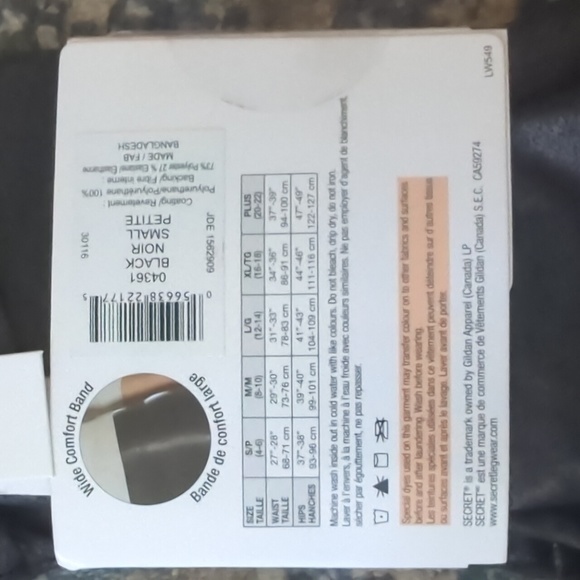 Wide Comfort Band
Bande de confort large
0 56638 22177 5
04361
BLACK
NOIR
SMALL
PETITE
JDE 1562909
30116
Coating/ Revetement :
Polyurethane/Polyuréthane 100%
Backing/ Fibre interne :
73% Polyester 27 % Elastane/ Elasthanne
MADE / FAB
BANGLADESH
SIZE TAILLE S/P (4-6) M/M (8-10) L/G (12-14) XL/TG (16-18) PLUS (20-22)
WAIST TAILLE 27"-28" 68-71 cm 29"-30" 73-76 cm 31"-33" 78-83 cm 34"-36" 86-91 cm 37"-39" 94-100 cm
HIPS HANCHES 37"-38" 93-96 cm 39"-40" 99-101 cm 41"-43" 104-109 cm 44"-46" 111-116 cm 47"-49" 122-127 cm
Machine wash inside out in cold water with like colours. Do not bleach, drip dry, do not iron.
Laver à l'envers, à la machine à l'eau froide avec couleurs similaires. Ne pas employer d'agent de blanchiment,
sécher par égouttement, ne pas repasser.
Special dyes used on this garment may transfer colour on to other fabrics and surfaces
before and after laundering. Wash before wearing.
Les teintures spéciales utilisées dans ce vêtement peuvent déteindre sur d'autres tissus
ou surfaces avant et après le lavage. Laver avant de porter.
SECRET® is a trademark owned by Gildan Apparel (Canada) LP
SECRET® est une marque de commerce de Vêtements Gildan (Canada) S.E.C. CA59274
www.secretlegwear.com
LW549